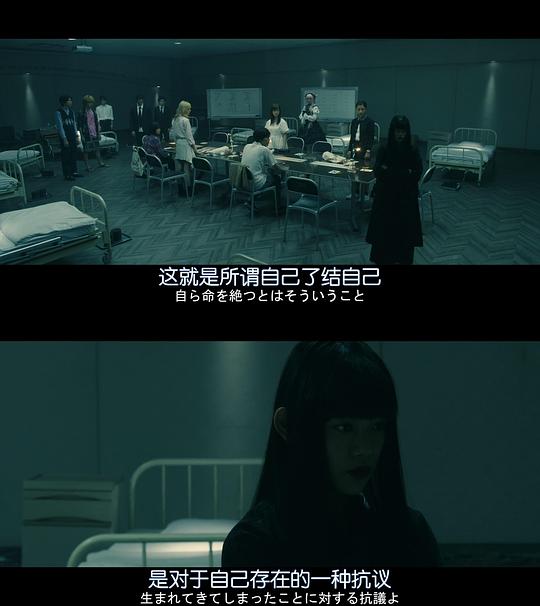 这就是所谓自己了结自己
自ら命を絶つとはそういうこと
是对于自己存在的一种抗议
生まれてきてしまったことに対する抗議よ